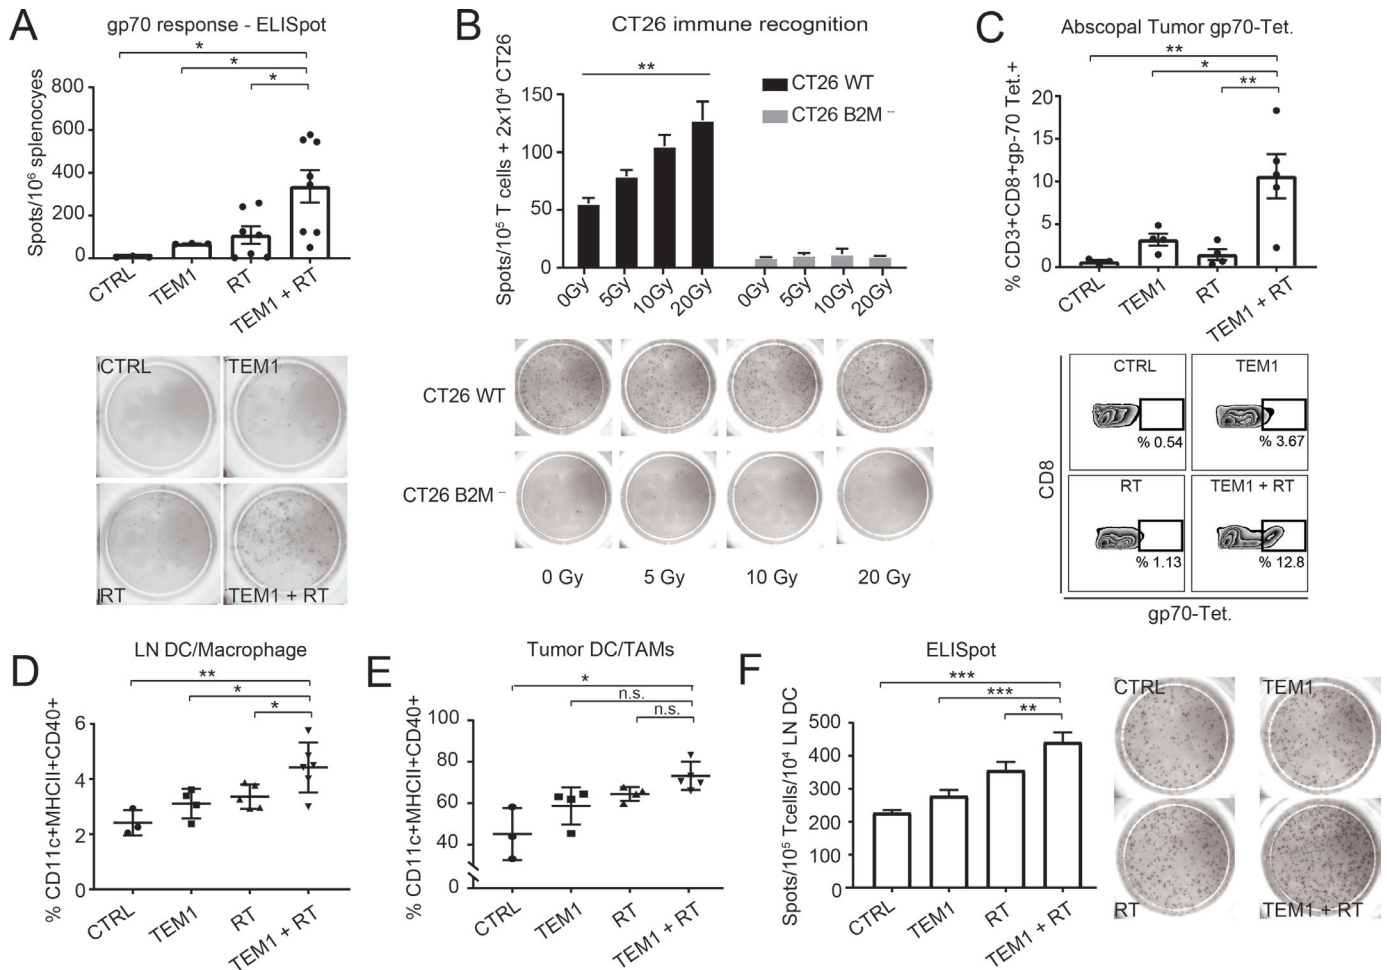 A
gp70 response - ELISpot
*
*
*
Spots/10⁶ splenocyes
800
600
400
200
0
CTRL
TEM1
RT
TEM1 + RT
CTRL
TEM1
RT
TEM1 + RT
B
CT26 immune recognition
**
CT26 WT
CT26 B2M --
Spots/10⁵ T cells + 2x10⁴ CT26
150
100
50
0
0Gy
5Gy
10Gy
20Gy
0Gy
5Gy
10Gy
20Gy
CT26 WT
CT26 B2M --
0 Gy
5 Gy
10 Gy
20 Gy
C
Abscopal Tumor gp70-Tet.
**
*
**
% CD3+CD8+gp-70 Tet.+
20
15
10
5
0
CTRL
TEM1
RT
TEM1 + RT
CTRL
% 0.54
TEM1
% 3.67
RT
% 1.13
TEM1 + RT
% 12.8
CD8
gp70-Tet.
D
LN DC/Macrophage
**
*
*
% CD11c+MHCII+CD40+
6
4
2
0
CTRL
TEM1
RT
TEM1 + RT
E
Tumor DC/TAMs
*
n.s.
n.s.
% CD11c+MHCII+CD40+
100
80
60
40
0
CTRL
TEM1
RT
TEM1 + RT
F
ELISpot
***
***
**
Spots/10⁵ Tcells/10⁴ LN DC
500
400
300
200
100
0
CTRL
TEM1
RT
TEM1 + RT
CTRL
TEM1
RT
TEM1 + RT